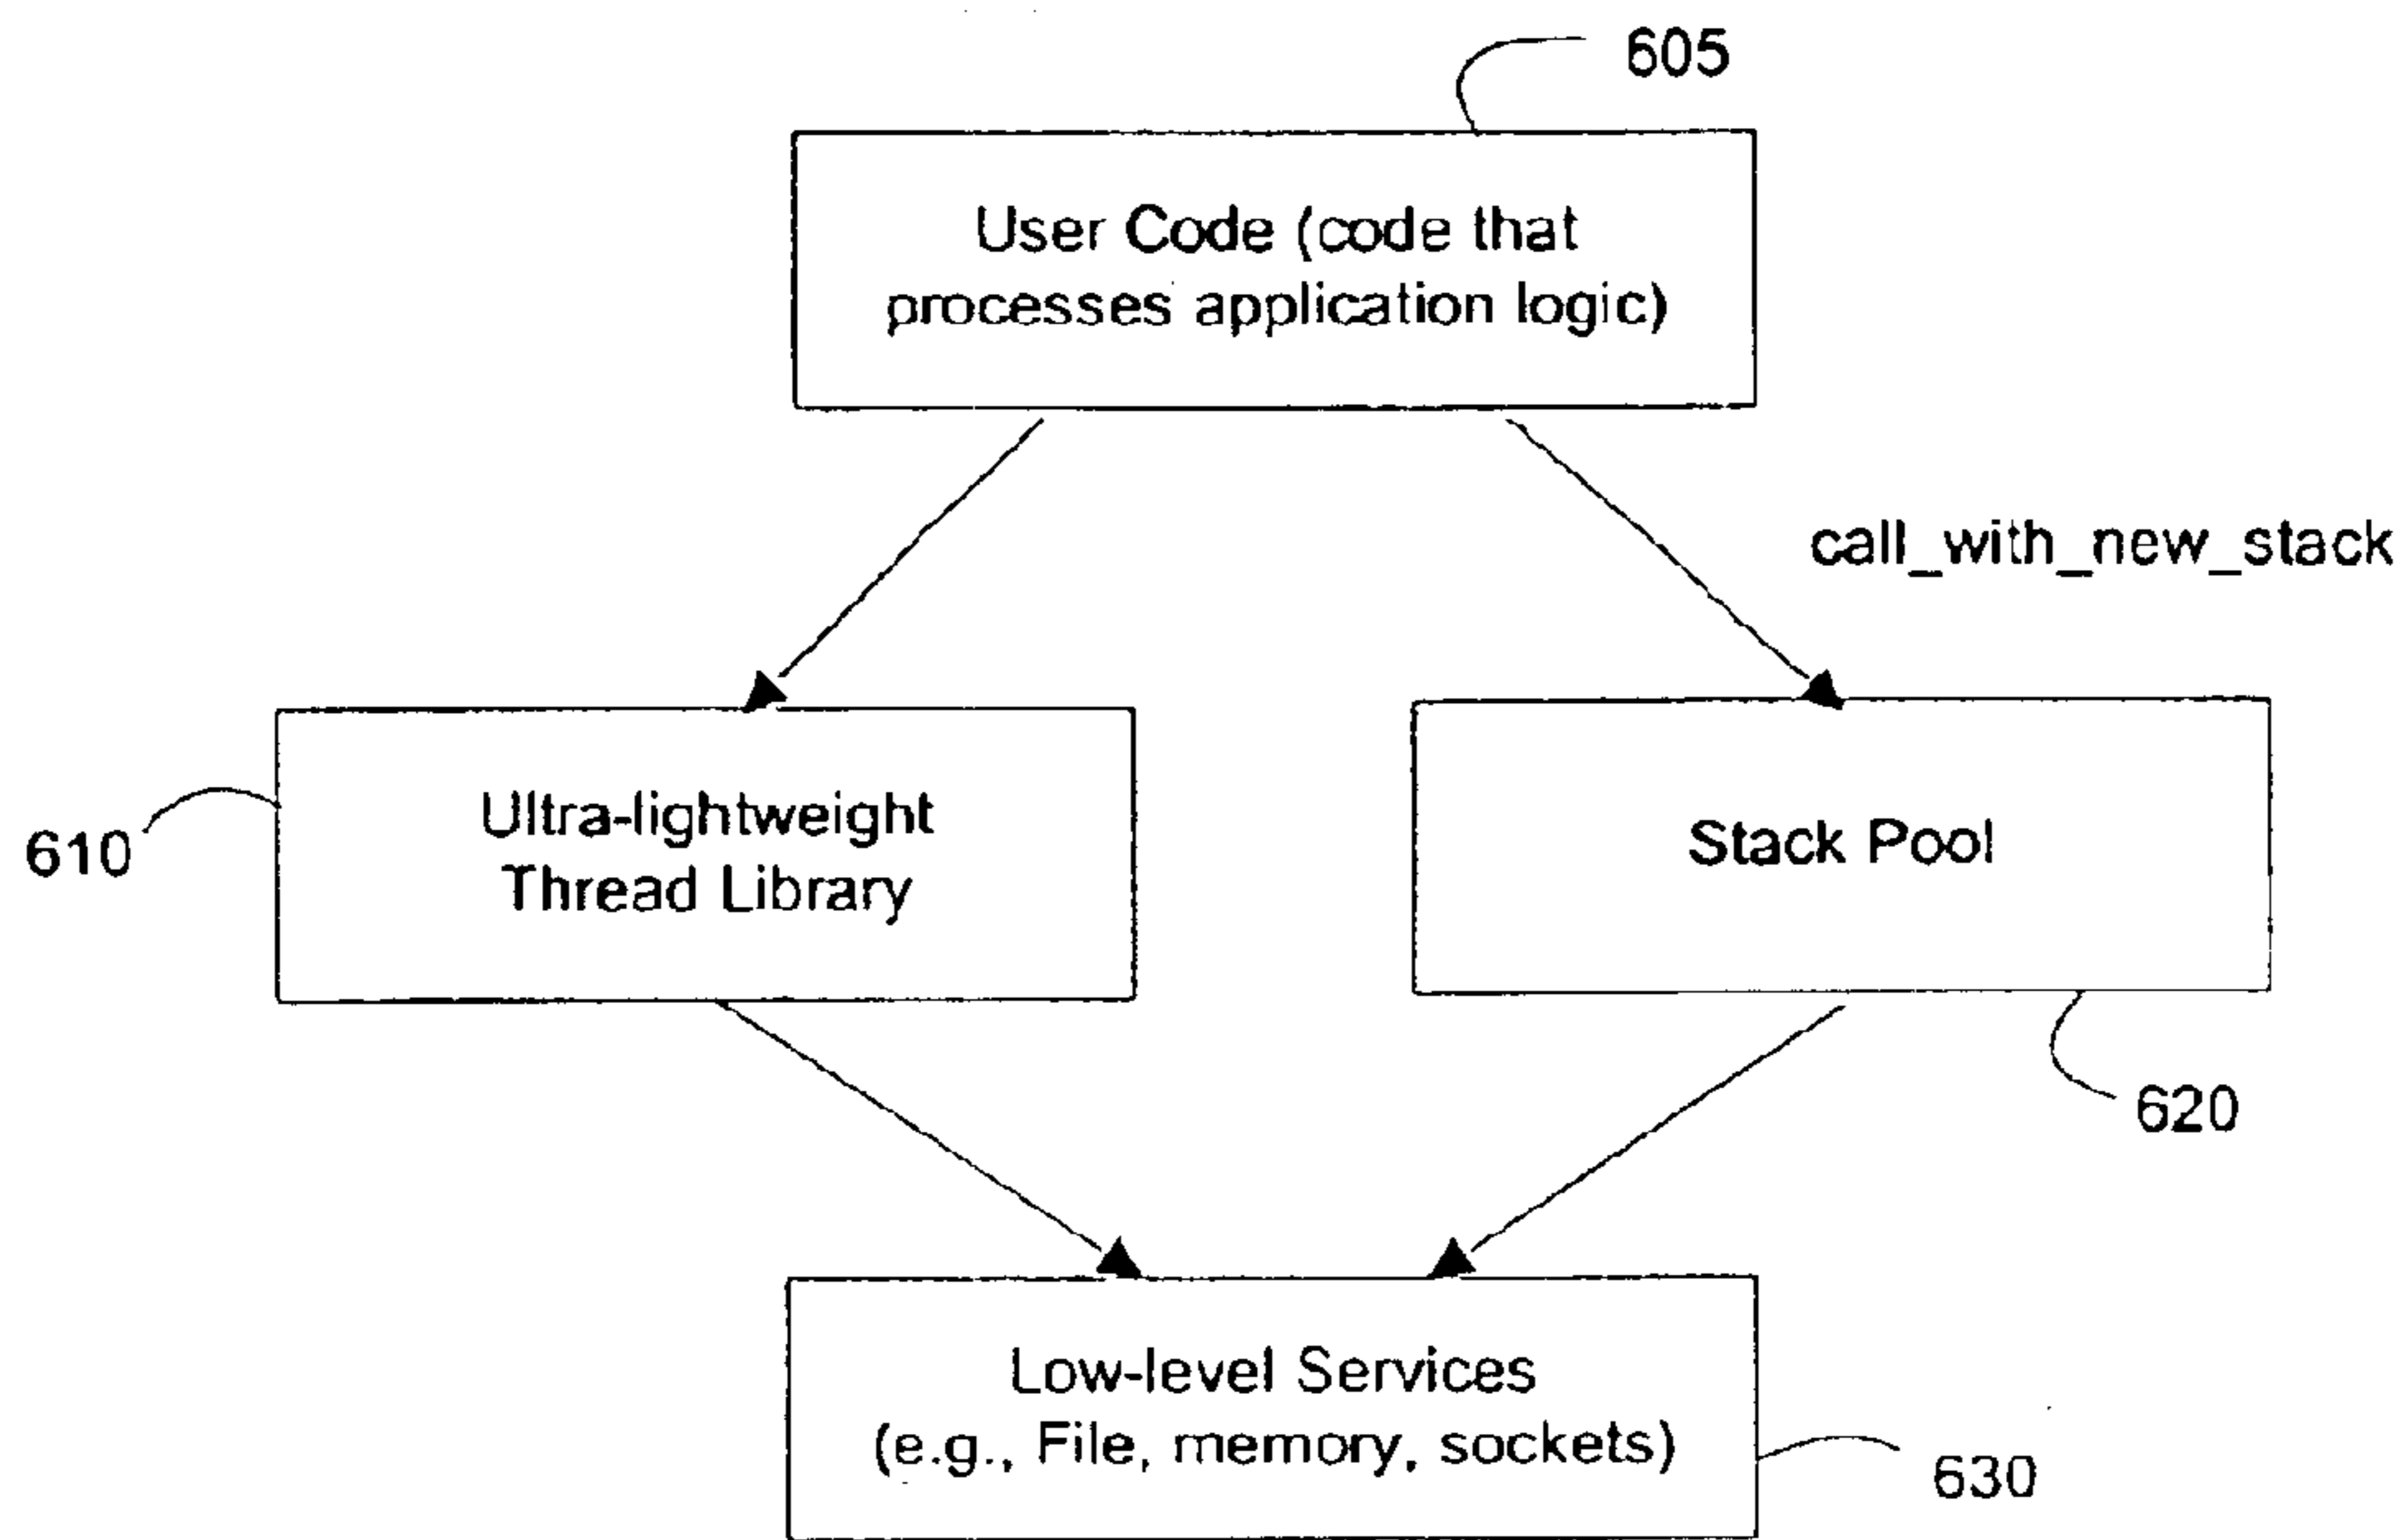 605
User Code (code that
processes application logic)
call_with_new_stack
610
Ultra-lightweight
Thread Library
Stack Pool
620
Low-level Services
(e.g., File, memory, sockets)
630